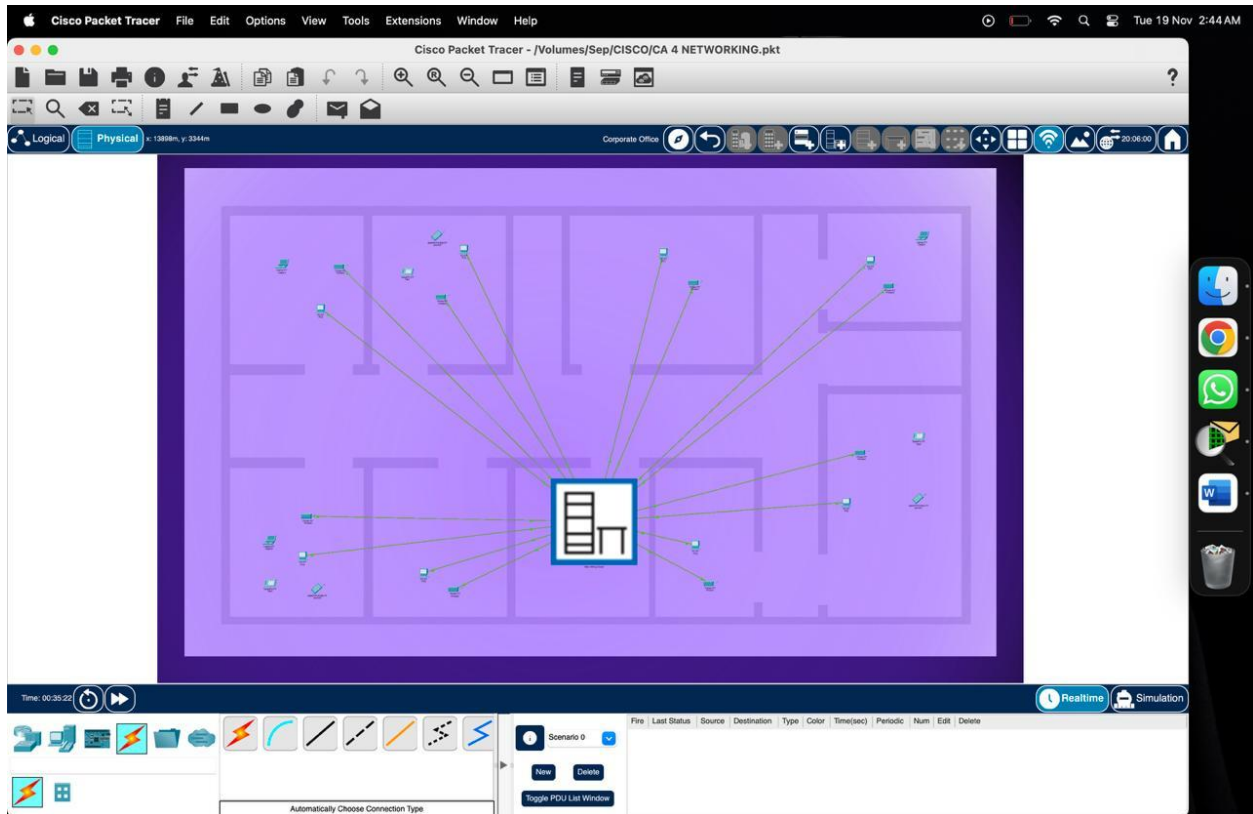 Cisco Packet Tracer File Edit Options View Tools Extensions Window Help Tue 19 Nov 2:44 AM
Cisco Packet Tracer - /Volumes/Sep/CISCO/CA 4 NETWORKING.pkt
?
Logical Physical x: 13898m, y: 3344m Corporate Office 20:06:00
Time: 00:35:22 Realtime Simulation
Fire Last Status Source Destination Type Color Time(sec) Periodic Num Edit Delete
Scenario 0
New Delete
Toggle PDU List Window
Automatically Choose Connection Type